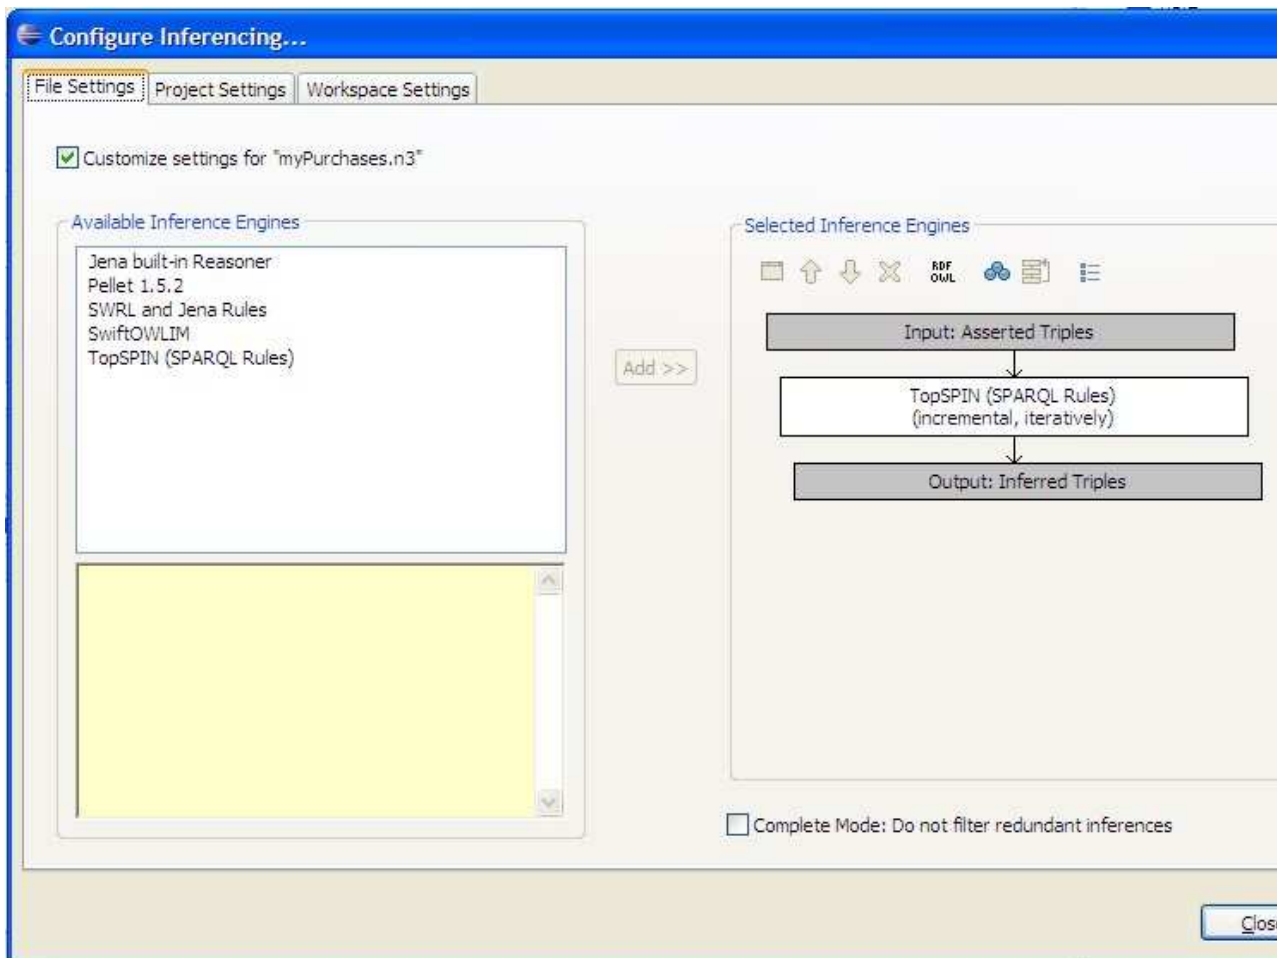 Configure Inferencing...
File Settings
Project Settings
Workspace Settings
Customize settings for "myPurchases.n3"
Available Inference Engines
Jena built-in Reasoner
Pellet 1.5.2
SWRL and Jena Rules
SwiftOWLIM
TopSPIN (SPARQL Rules)
Add >>
Selected Inference Engines
RDF
OWL
Input: Asserted Triples
TopSPIN (SPARQL Rules)
(incremental, iteratively)
Output: Inferred Triples
Complete Mode: Do not filter redundant inferences
Clos